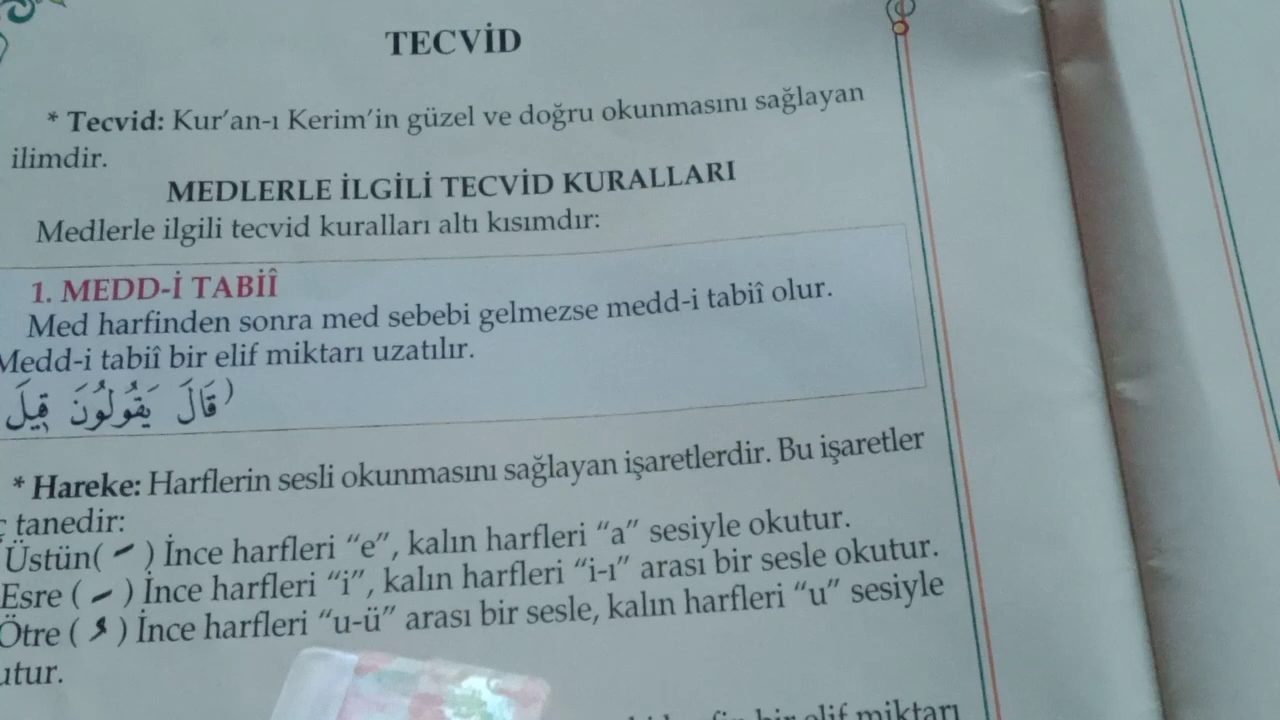 TECVİD
* Tecvid: Kur'an-ı Kerim'in güzel ve doğru okunmasını sağlayan
ilimdir.
MEDLERLE İLGİLİ TECVİD KURALLARI
Medlerle ilgili tecvid kuralları altı kısımdır:
1. MEDD-İ TABIÎ
Med harfinden sonra med sebebi gelmezse medd-i tabiî olur.
Medd-i tabiî bir elif miktarı uzatılır.
(قَالَ يَقُولُونَ قِيلَ
* Hareke: Harflerin sesli okunmasını sağlayan işaretlerdir. Bu işaretler
ç tanedir:
Üstün( َ ) İnce harfleri “e”, kalın harfleri “a” sesiyle okutur.
Esre ( ِ ) İnce harfleri “i”, kalın harfleri “i-ı” arası bir sesle okutur.
Ötre ( ُ ) İnce harfleri “u-ü” arası bir sesle, kalın harfleri “u” sesiyle
utur.
bir elif miktarı